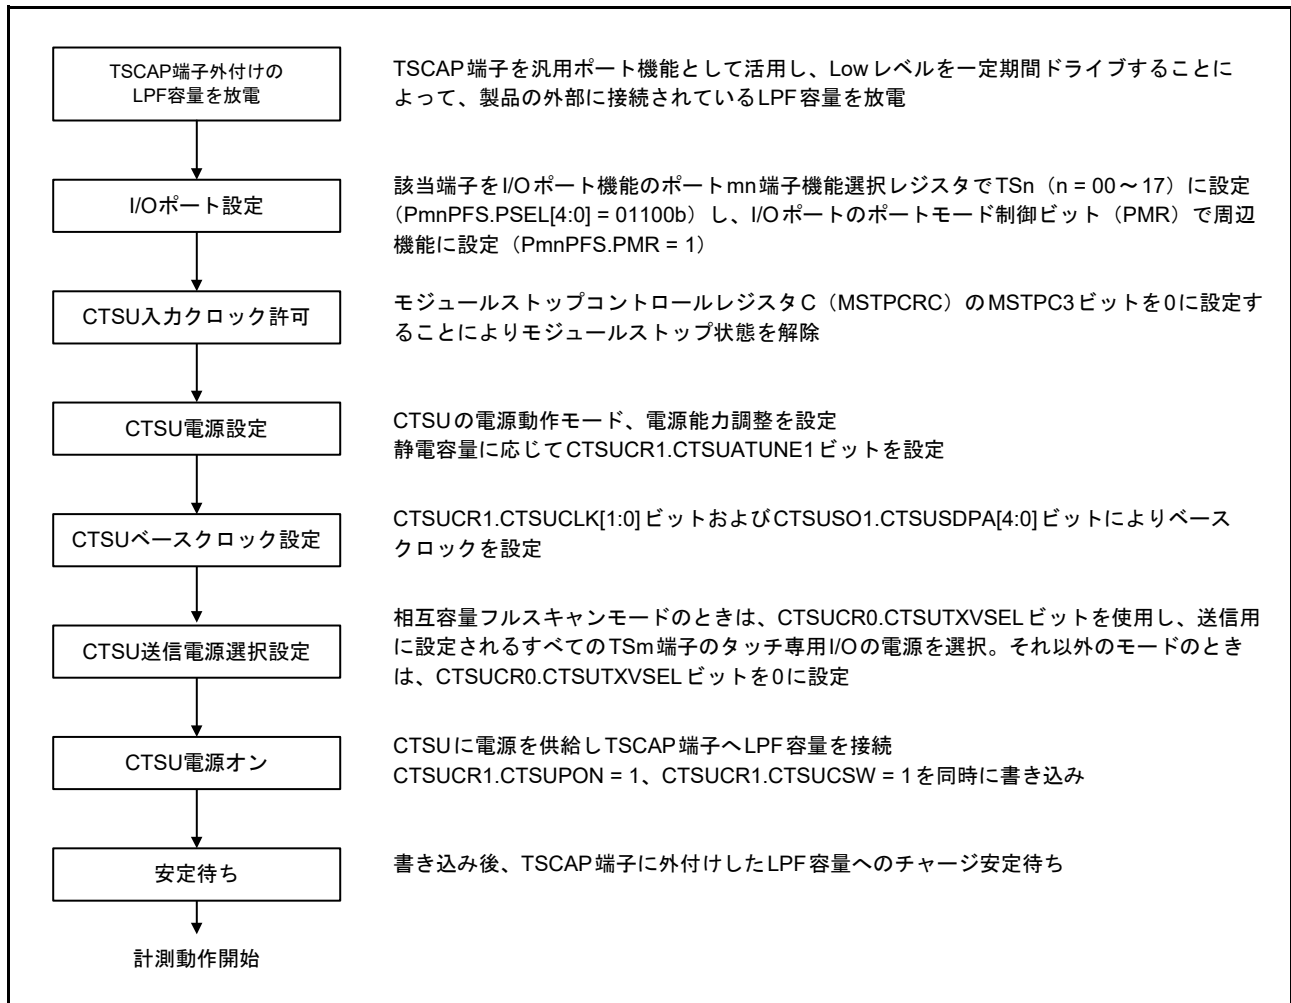 TSCAP端子外付けの
LPF容量を放電
TSCAP端子を汎用ポート機能として活用し、Lowレベルを一定期間ドライブすることに
よって、製品の外部に接続されているLPF容量を放電
I/Oポート設定
該当端子をI/Oポート機能のポートmn端子機能選択レジスタでTSn（n = 00～17）に設定
（PmnPFS.PSEL[4:0] = 01100b）し、I/Oポートのポートモード制御ビット（PMR）で周辺
機能に設定（PmnPFS.PMR = 1）
CTSU入力クロック許可
モジュールストップコントロールレジスタC（MSTPCRC）のMSTPC3ビットを0に設定す
ることによりモジュールストップ状態を解除
CTSU電源設定
CTSUの電源動作モード、電源能力調整を設定
静電容量に応じてCTSUCR1.CTSUATUNE1ビットを設定
CTSUベースクロック設定
CTSUCR1.CTSUCLK[1:0]ビットおよびCTSUSO1.CTSUSDPA[4:0]ビットによりベース
クロックを設定
CTSU送信電源選択設定
相互容量フルスキャンモードのときは、CTSUCR0.CTSUTXVSELビットを使用し、送信用
に設定されるすべてのTSm端子のタッチ専用I/Oの電源を選択。それ以外のモードのとき
は、CTSUCR0.CTSUTXVSELビットを0に設定
CTSU電源オン
CTSUに電源を供給しTSCAP端子へLPF容量を接続
CTSUCR1.CTSUPON = 1、CTSUCR1.CTSUCSW = 1を同時に書き込み
安定待ち
書き込み後、TSCAP端子に外付けしたLPF容量へのチャージ安定待ち
計測動作開始